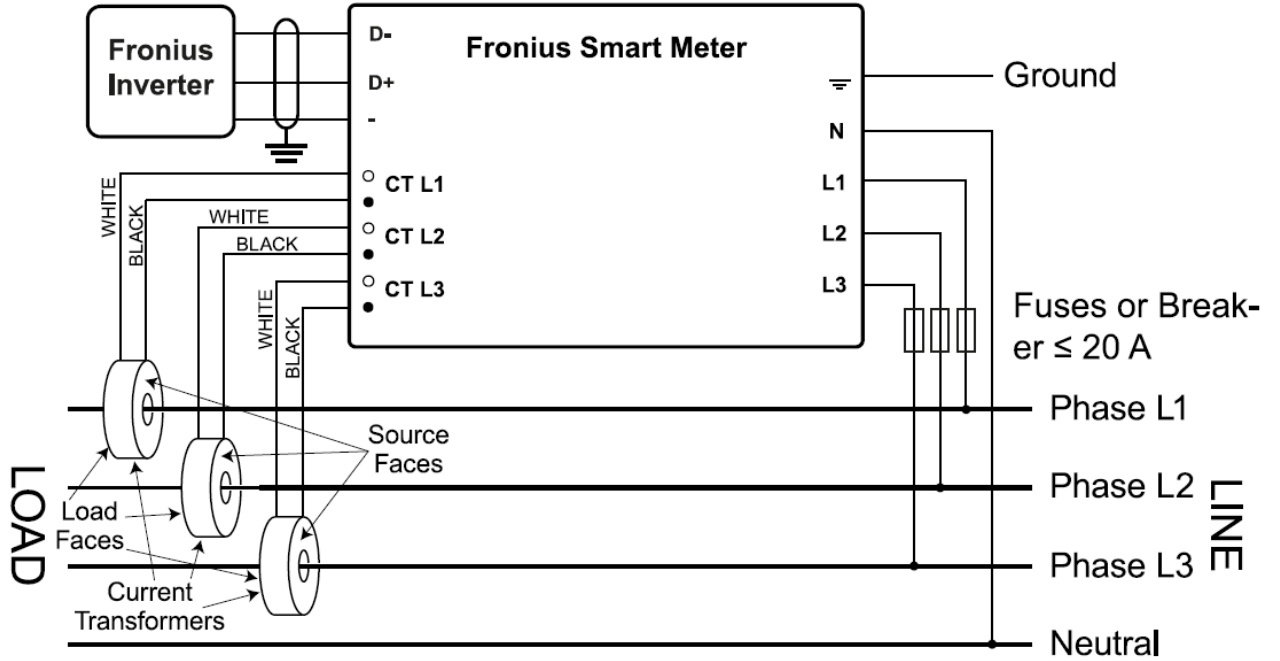 Fronius
Inverter
D-
D+
-
Fronius Smart Meter
Ground
N
L1
L2
L3
CT L1
CT L2
CT L3
WHITE
BLACK
WHITE
BLACK
WHITE
BLACK
Fuses or Break-
er ≤ 20 A
Phase L1
Phase L2
Phase L3
Neutral
LINE
LOAD
Source
Faces
Load
Faces
Current
Transformers